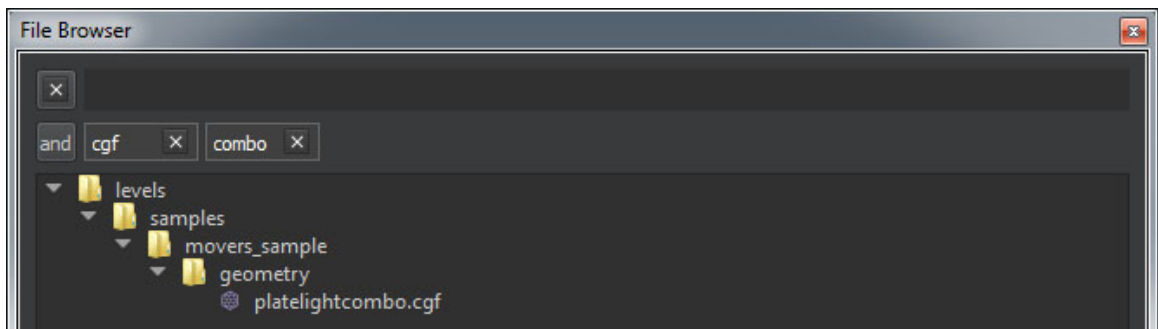 File Browser
and cgf combo
levels
samples
movers_sample
geometry
platelightcombo.cgf